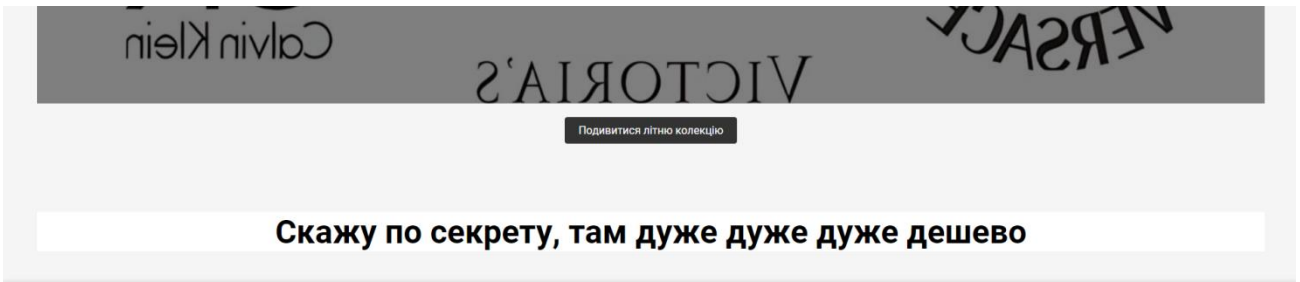 Calvin Klein
VERSACE
VICTORIA'S
Подивитися літню колекцію
Скажу по секрету, там дуже дуже дуже дешево